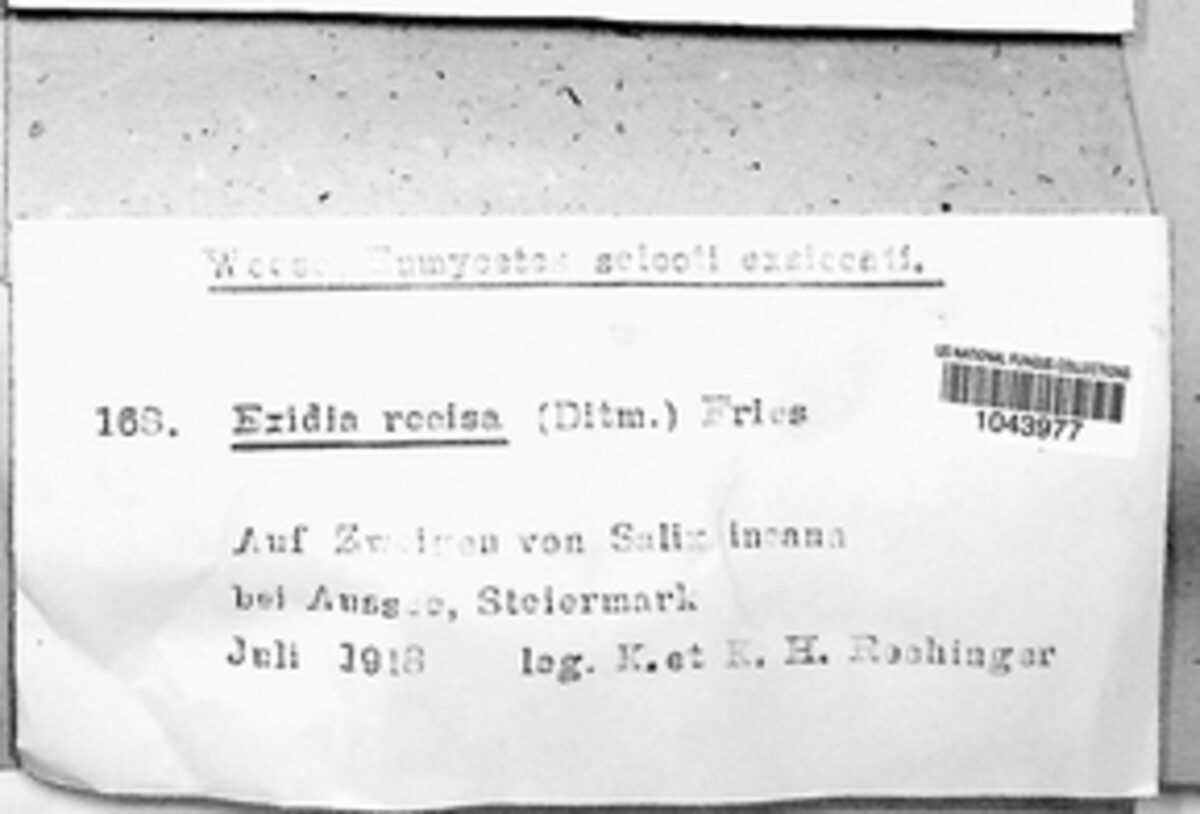 Weese, Eumycetes selecti exsiccati.
US NATIONAL FUNGUS COLLECTIONS
1043977
168. Exidia recisa (Ditm.) Fries
Auf Zweigen von Salix incana
bei Aussee, Steiermark
Juli 1918 leg. K. et K. H. Rechinger